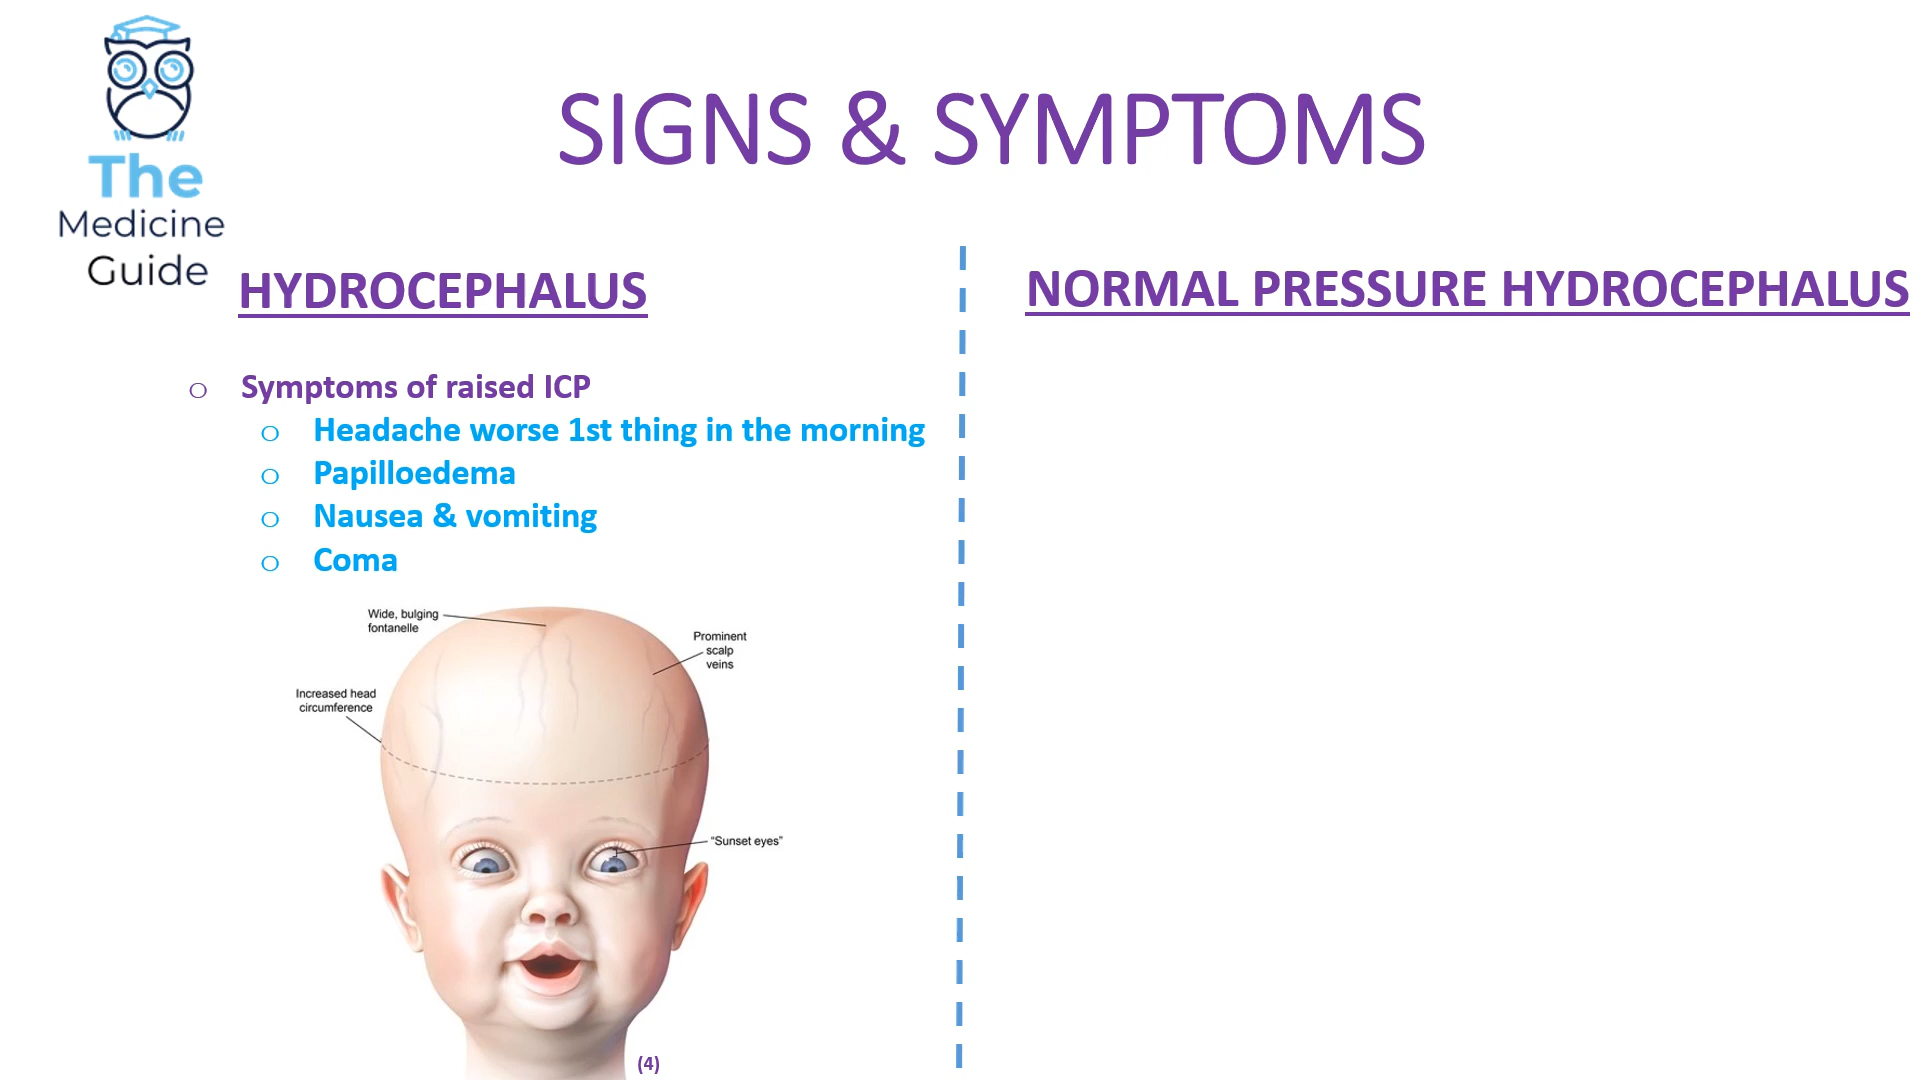 The
Medicine
Guide
SIGNS & SYMPTOMS
HYDROCEPHALUS
o Symptoms of raised ICP
o Headache worse 1st thing in the morning
o Papilloedema
o Nausea & vomiting
o Coma
Wide, bulging
fontanelle
Prominent
scalp
veins
Increased head
circumference
"Sunset eyes"
(4)
NORMAL PRESSURE HYDROCEPHALUS